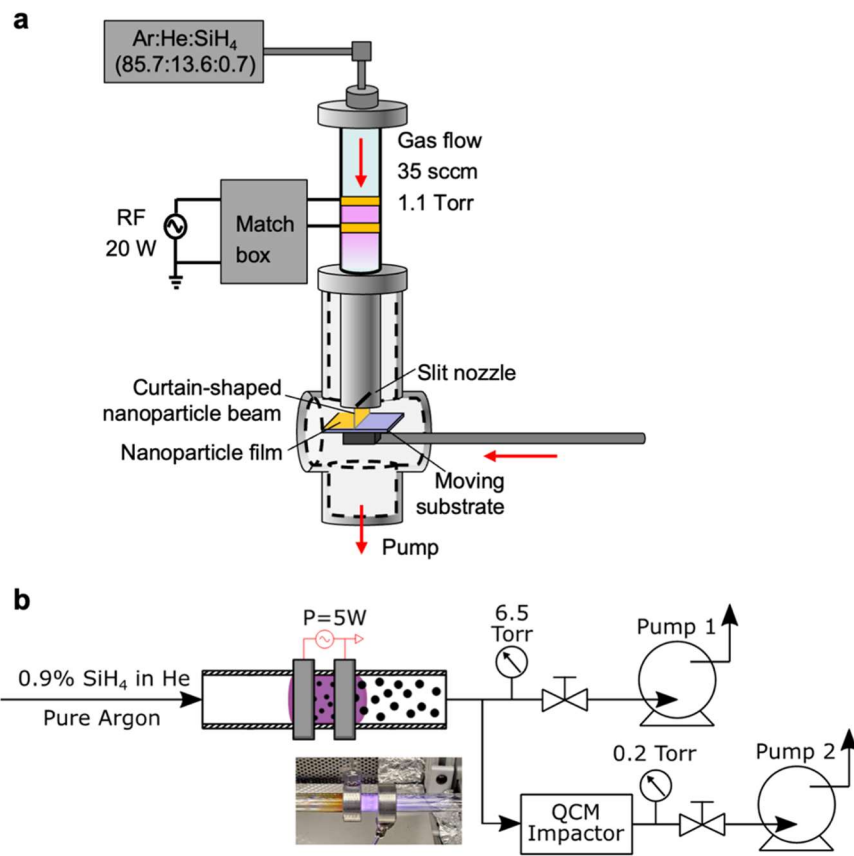 a
Ar:He:SiH₄
(85.7:13.6:0.7)
Gas flow
35 sccm
1.1 Torr
RF
20 W
Match
box
Slit nozzle
Curtain-shaped
nanoparticle beam
Nanoparticle film
Moving
substrate
Pump
b
P=5W
6.5
Torr
Pump 1
0.9% SiH₄ in He
Pure Argon
0.2 Torr
Pump 2
QCM
Impactor